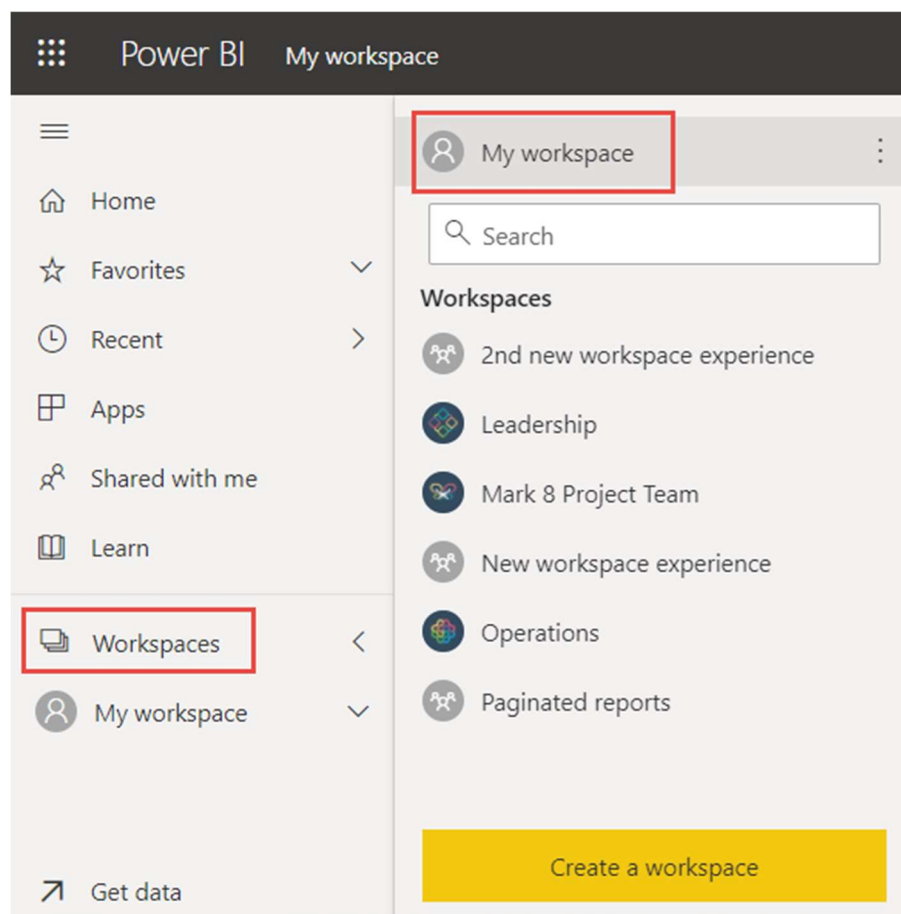 Power BI My workspace
Home
Favorites
Recent
Apps
Shared with me
Learn
Workspaces
My workspace
Get data
My workspace
Search
Workspaces
2nd new workspace experience
Leadership
Mark 8 Project Team
New workspace experience
Operations
Paginated reports
Create a workspace